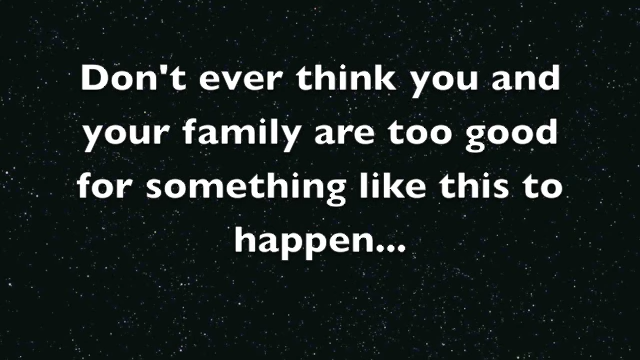 Don't ever think you and
your family are too good
for something like this to
happen...